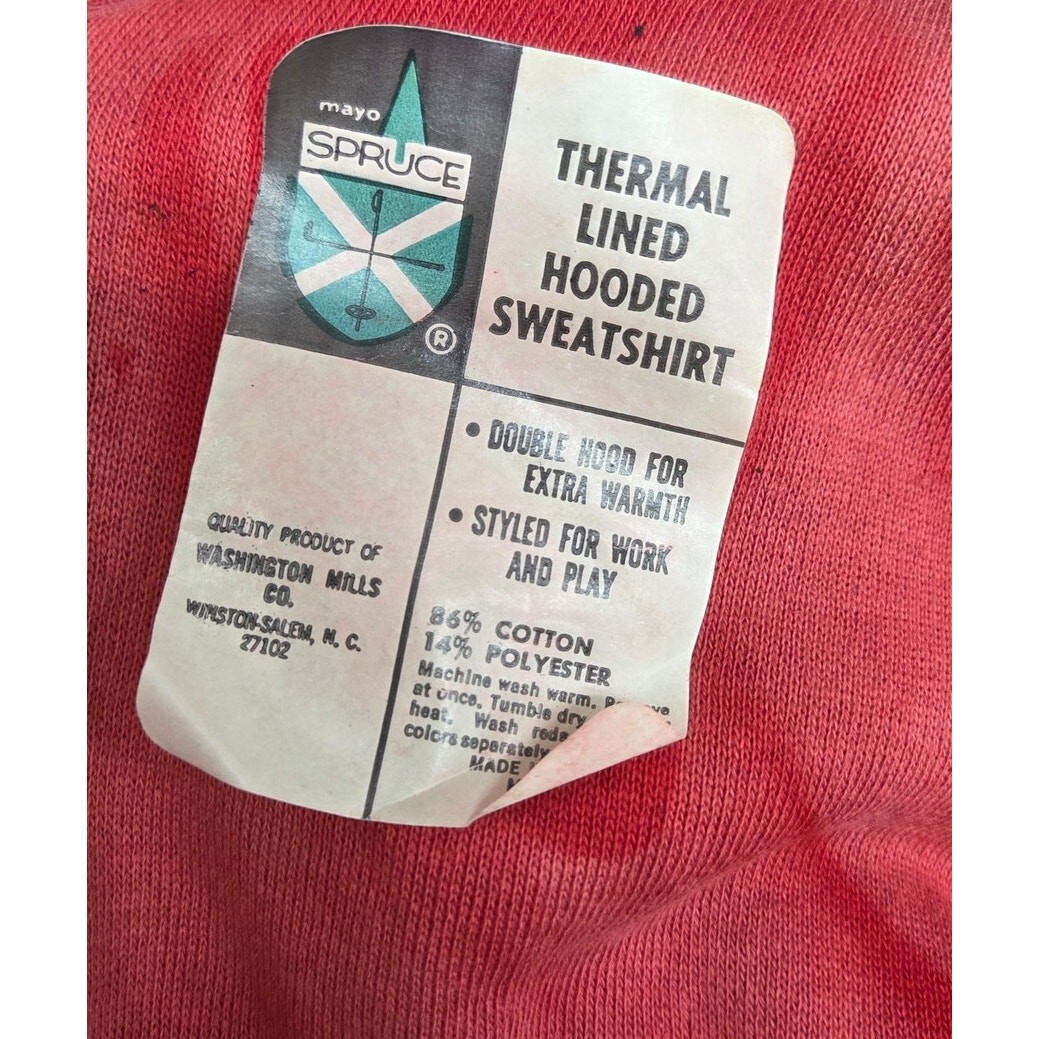 mayo
SPRUCE
®
THERMAL
LINED
HOODED
SWEATSHIRT
• DOUBLE HOOD FOR
EXTRA WARMTH
• STYLED FOR WORK
AND PLAY
86% COTTON
14% POLYESTER
Machine wash warm.
at once. Tumble dry
heat. Wash reds
colors seperately
MADE
QUALITY PRODUCT OF
WASHINGTON MILLS
CO.
WINSTON-SALEM, N. C.
27102